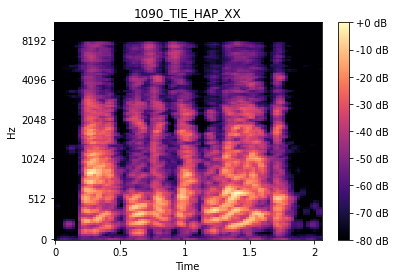 1090_TIE_HAP_XX
+0 dB
8192
-10 dB
4096
-20 dB
-30 dB
2048
Hz
-40 dB
1024
-50 dB
512
-60 dB
-70 dB
0
-80 dB
0
0.5
1
1.5
2
Time